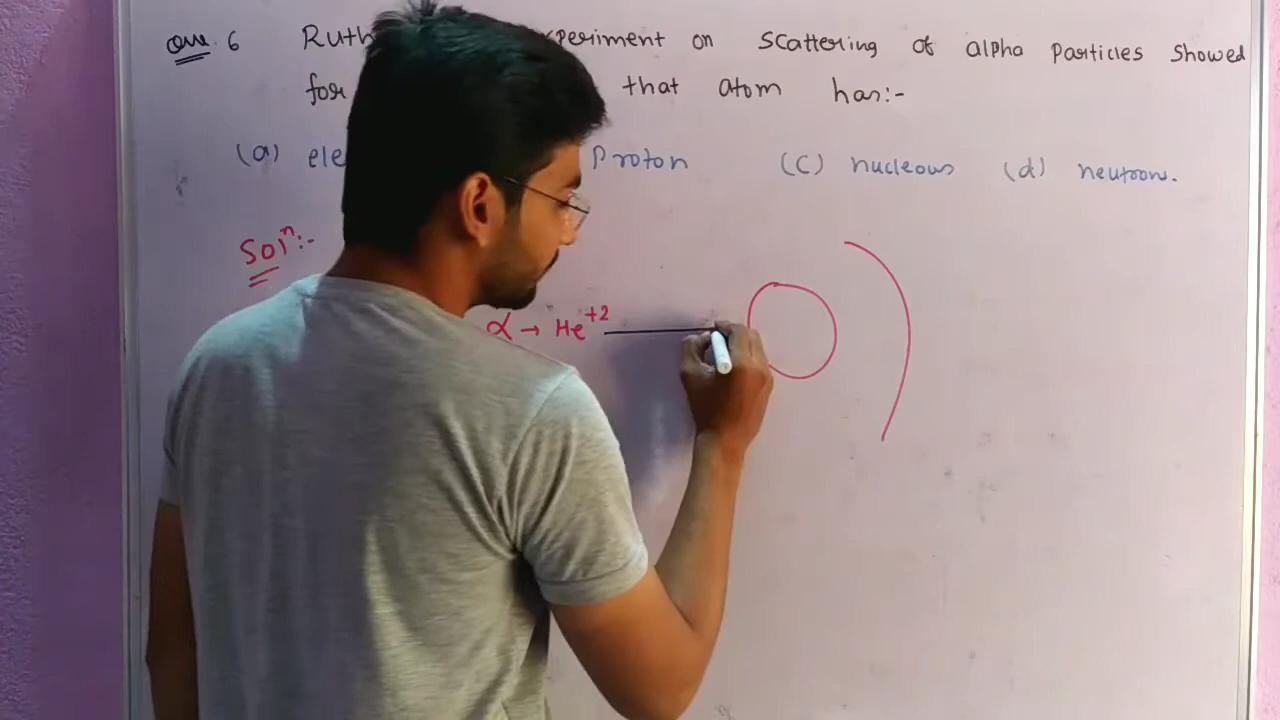 Que. 6 Ruth periment on scattering of alpha particles showed
for that atom has:-
(a) ele Proton (C) nucleous (d) neutron.
Solⁿ:-
α → He⁺²